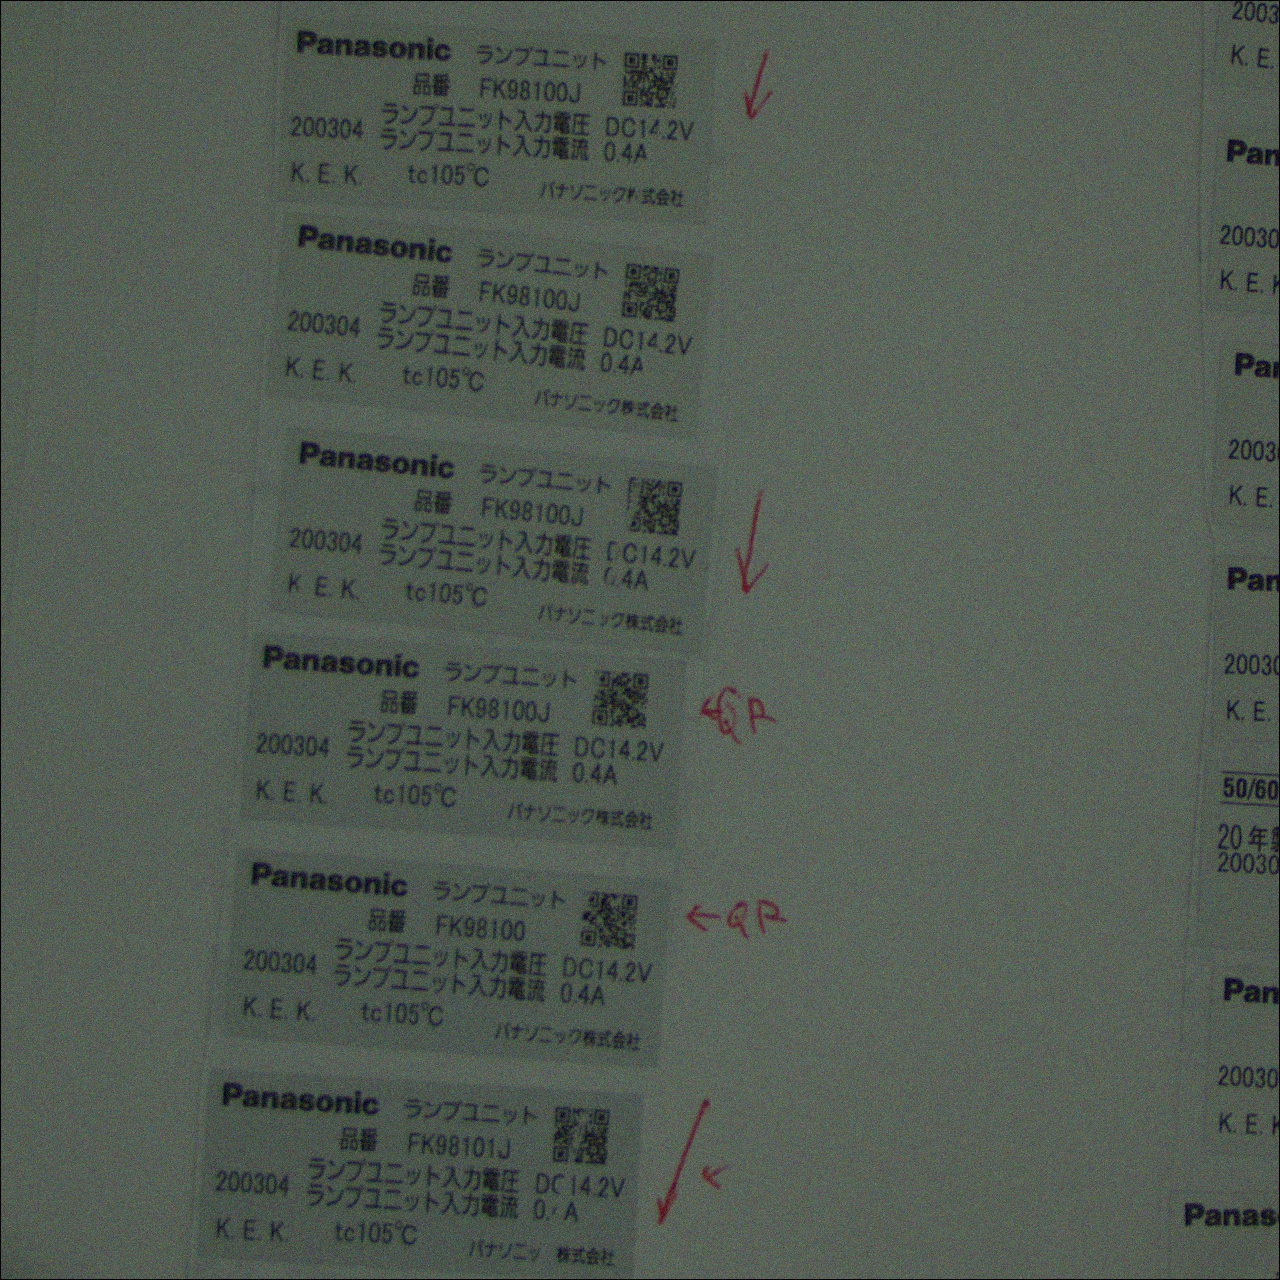 Panasonic ランプユニット
品番 FK98100J
200304 ランプユニット入力電圧 DC14.2V
ランプユニット入力電流 0.4A
K. E. K. tc105℃
パナソニック株式会社
Panasonic ランプユニット
品番 FK98100J
200304 ランプユニット入力電圧 DC14.2V
ランプユニット入力電流 0.4A
K. E. K. tc105℃
パナソニック株式会社
Panasonic ランプユニット
品番 FK98100J
200304 ランプユニット入力電圧 DC14.2V
ランプユニット入力電流 0.4A
K E. K. tc105℃
パナソニック株式会社
Panasonic ランプユニット
品番 FK98100J
← QR
200304 ランプユニット入力電圧 DC14.2V
ランプユニット入力電流 0.4A
K. E. K. tc105℃
パナソニック株式会社
Panasonic ランプユニット
品番 FK98100
← QR
200304 ランプユニット入力電圧 DC14.2V
ランプユニット入力電流 0.4A
K. E. K. tc105℃
パナソニック株式会社
Panasonic ランプユニット
品番 FK98101J
200304 ランプユニット入力電圧 DC14.2V
ランプユニット入力電流 0. A
K. E. K. tc105℃
パナソニッ 株式会社
2003
K. E.
Pan
20030
K. E. K
Pan
2003
K. E.
Pan
20030
K. E.
50/60
20年
20030
Pan
20030
K. E. K
Panas